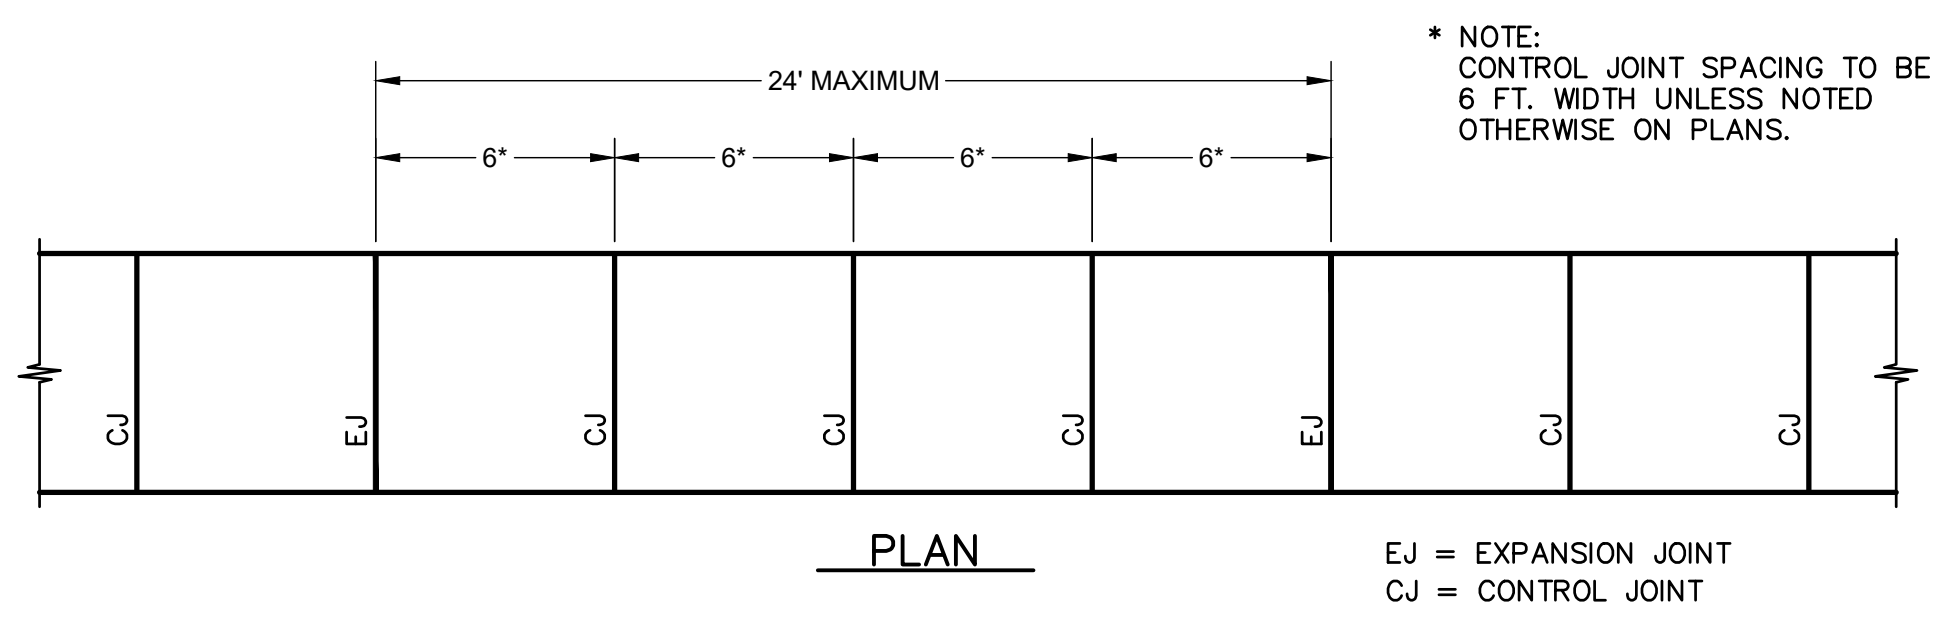 * NOTE:
CONTROL JOINT SPACING TO BE
6 FT. WIDTH UNLESS NOTED
OTHERWISE ON PLANS.
24' MAXIMUM
6*
6*
6*
6*
CJ
EJ
CJ
CJ
CJ
EJ
CJ
CJ
PLAN
EJ = EXPANSION JOINT
CJ = CONTROL JOINT